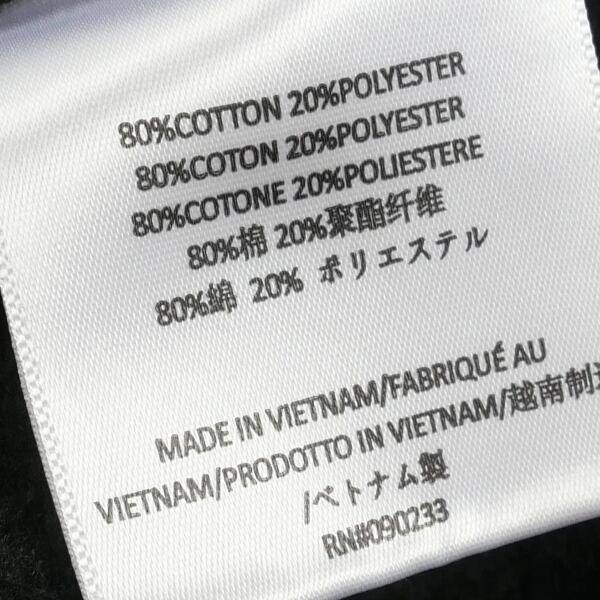 80%COTTON 20%POLYESTER
80%COTON 20%POLYESTER
80%COTONE 20%POLIESTERE
80%棉 20%聚酯纤维
80%綿 20% ポリエステル
MADE IN VIETNAM/FABRIQUÉ AU
VIETNAM/PRODOTTO IN VIETNAM/越南制造
/ベトナム製
RN#090233